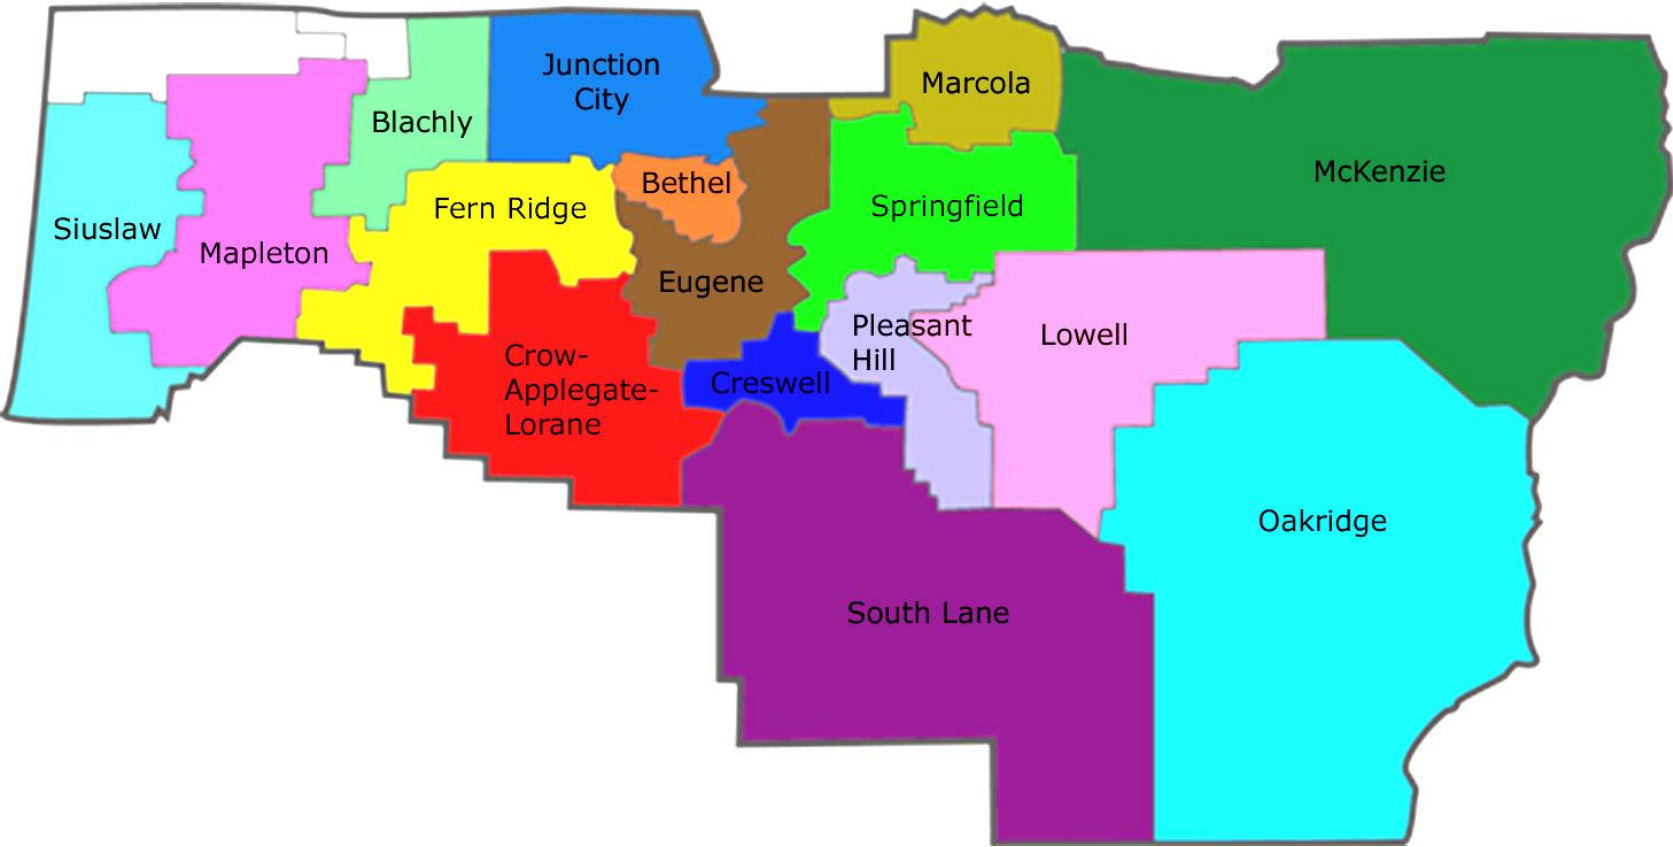 Junction
City
Marcola
Blachly
McKenzie
Bethel
Siuslaw
Fern Ridge
Springfield
Mapleton
Eugene
Pleasant
Hill
Lowell
Crow-
Applegate-
Lorane
Creswell
Oakridge
South Lane